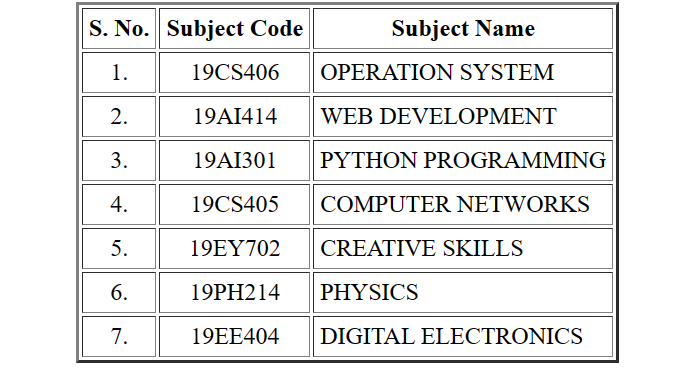 S. No. Subject Code Subject Name
1. 19CS406 OPERATION SYSTEM
2. 19AI414 WEB DEVELOPMENT
3. 19AI301 PYTHON PROGRAMMING
4. 19CS405 COMPUTER NETWORKS
5. 19EY702 CREATIVE SKILLS
6. 19PH214 PHYSICS
7. 19EE404 DIGITAL ELECTRONICS